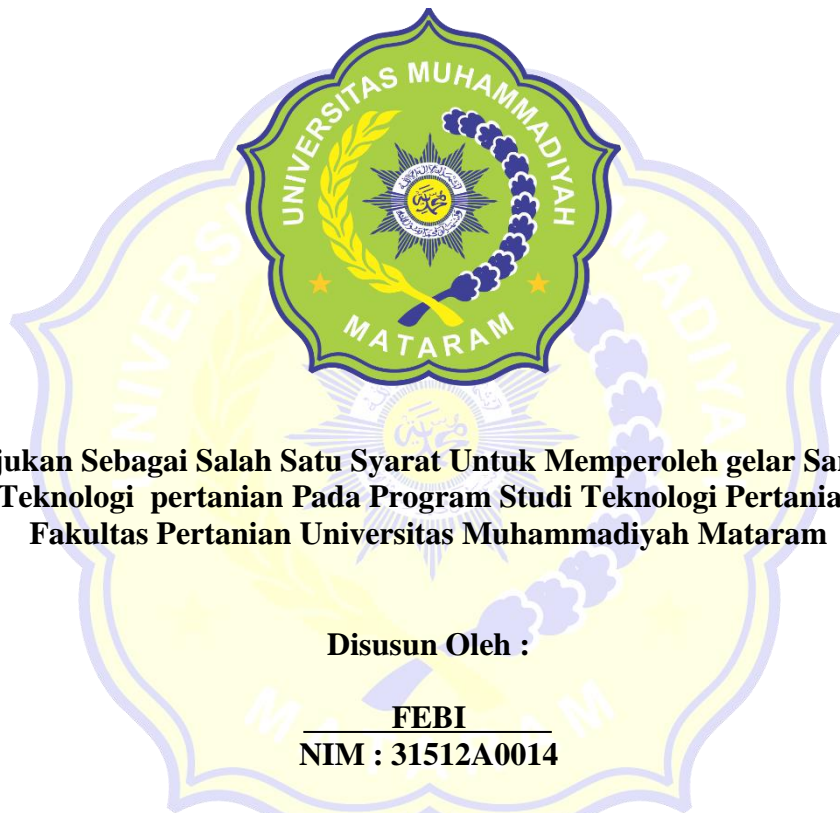 UNIVERSITAS MUHAMMADIYAH
MATARAM
jukan Sebagai Salah Satu Syarat Untuk Memperoleh gelar Sar
Teknologi pertanian Pada Program Studi Teknologi Pertania
Fakultas Pertanian Universitas Muhammadiyah Mataram
Disusun Oleh :
FEBI
NIM : 31512A0014